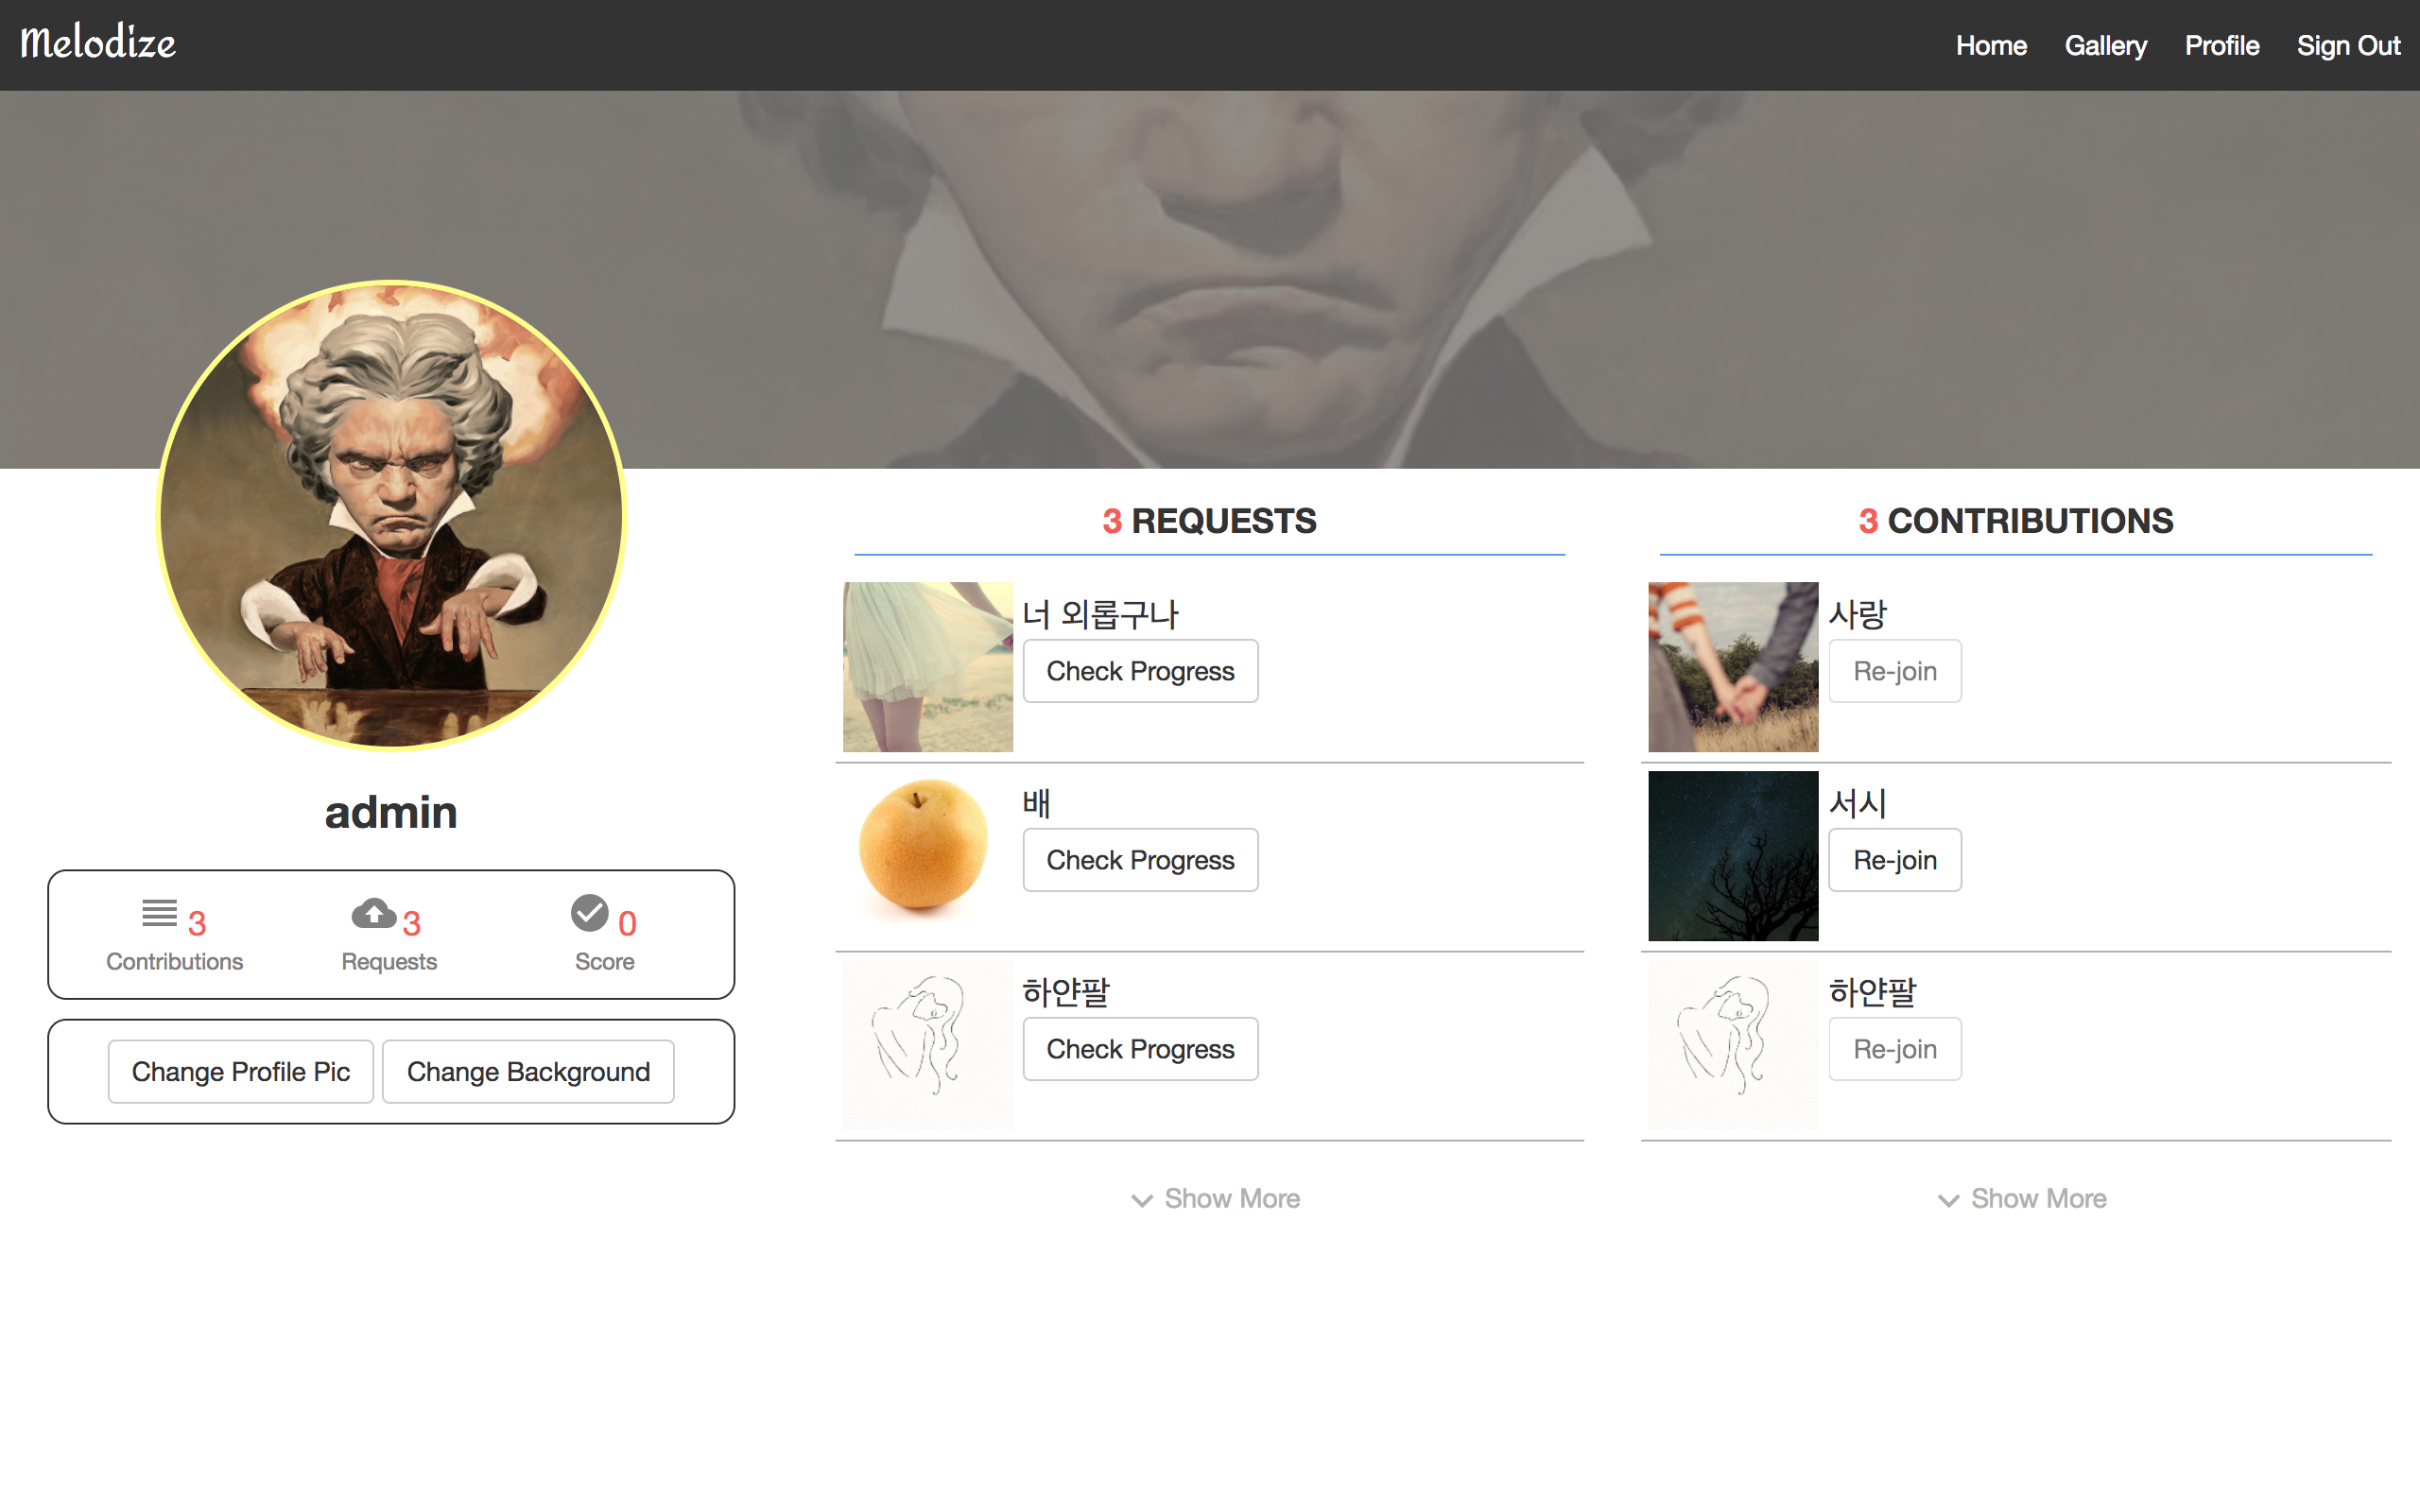 Melodize
Home Gallery Profile Sign Out
admin
3 3 0
Contributions Requests Score
Change Profile Pic Change Background
3 REQUESTS
너 외롭구나
Check Progress
배
Check Progress
하얀팔
Check Progress
Show More
3 CONTRIBUTIONS
사랑
Re-join
서시
Re-join
하얀팔
Re-join
Show More